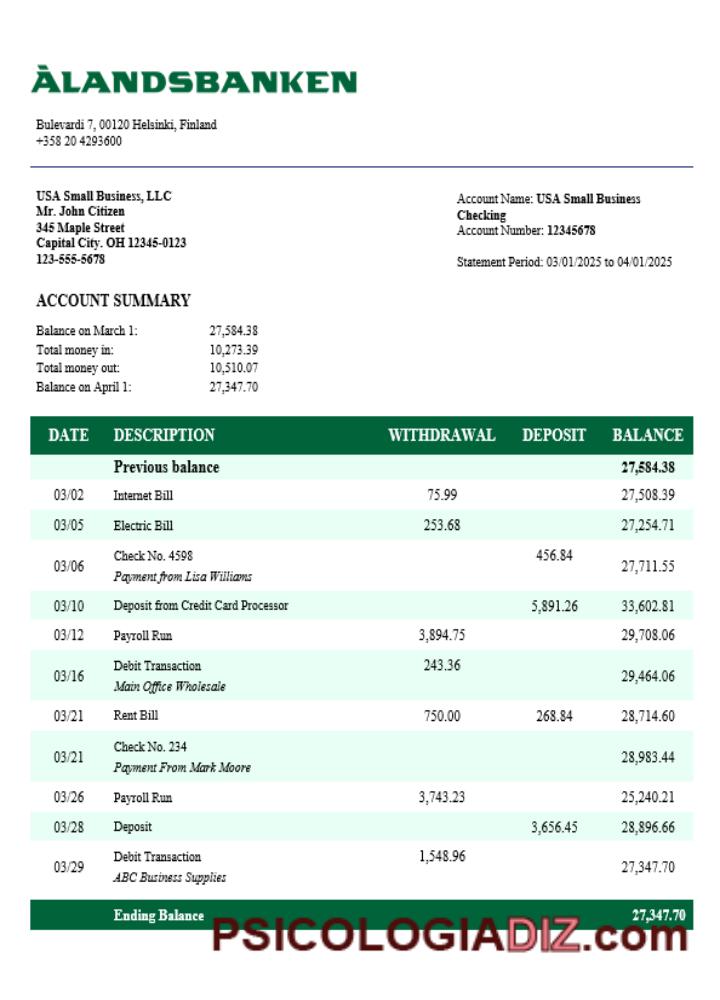 ÀLANDSBANKEN
Bulevardi 7, 00120 Helsinki, Finland
+358 20 4293600
USA Small Business, LLC
Mr. John Citizen
345 Maple Street
Capital City. OH 12345-0123
123-555-5678
Account Name: USA Small Business
Checking
Account Number: 12345678
Statement Period: 03/01/2025 to 04/01/2025
ACCOUNT SUMMARY
Balance on March 1: 27,584.38
Total money in: 10,273.39
Total money out: 10,510.07
Balance on April 1: 27,347.70
DATE DESCRIPTION WITHDRAWAL DEPOSIT BALANCE
Previous balance 27,584.38
03/02 Internet Bill 75.99 27,508.39
03/05 Electric Bill 253.68 27,254.71
03/06 Check No. 4598 456.84 27,711.55
Payment from Lisa Williams
03/10 Deposit from Credit Card Processor 5,891.26 33,602.81
03/12 Payroll Run 3,894.75 29,708.06
03/16 Debit Transaction 243.36 29,464.06
Main Office Wholesale
03/21 Rent Bill 750.00 268.84 28,714.60
03/21 Check No. 234 28,983.44
Payment From Mark Moore
03/26 Payroll Run 3,743.23 25,240.21
03/28 Deposit 3,656.45 28,896.66
03/29 Debit Transaction 1,548.96 27,347.70
ABC Business Supplies
Ending Balance 27,347.70
PSICOLOGIADIZ.com